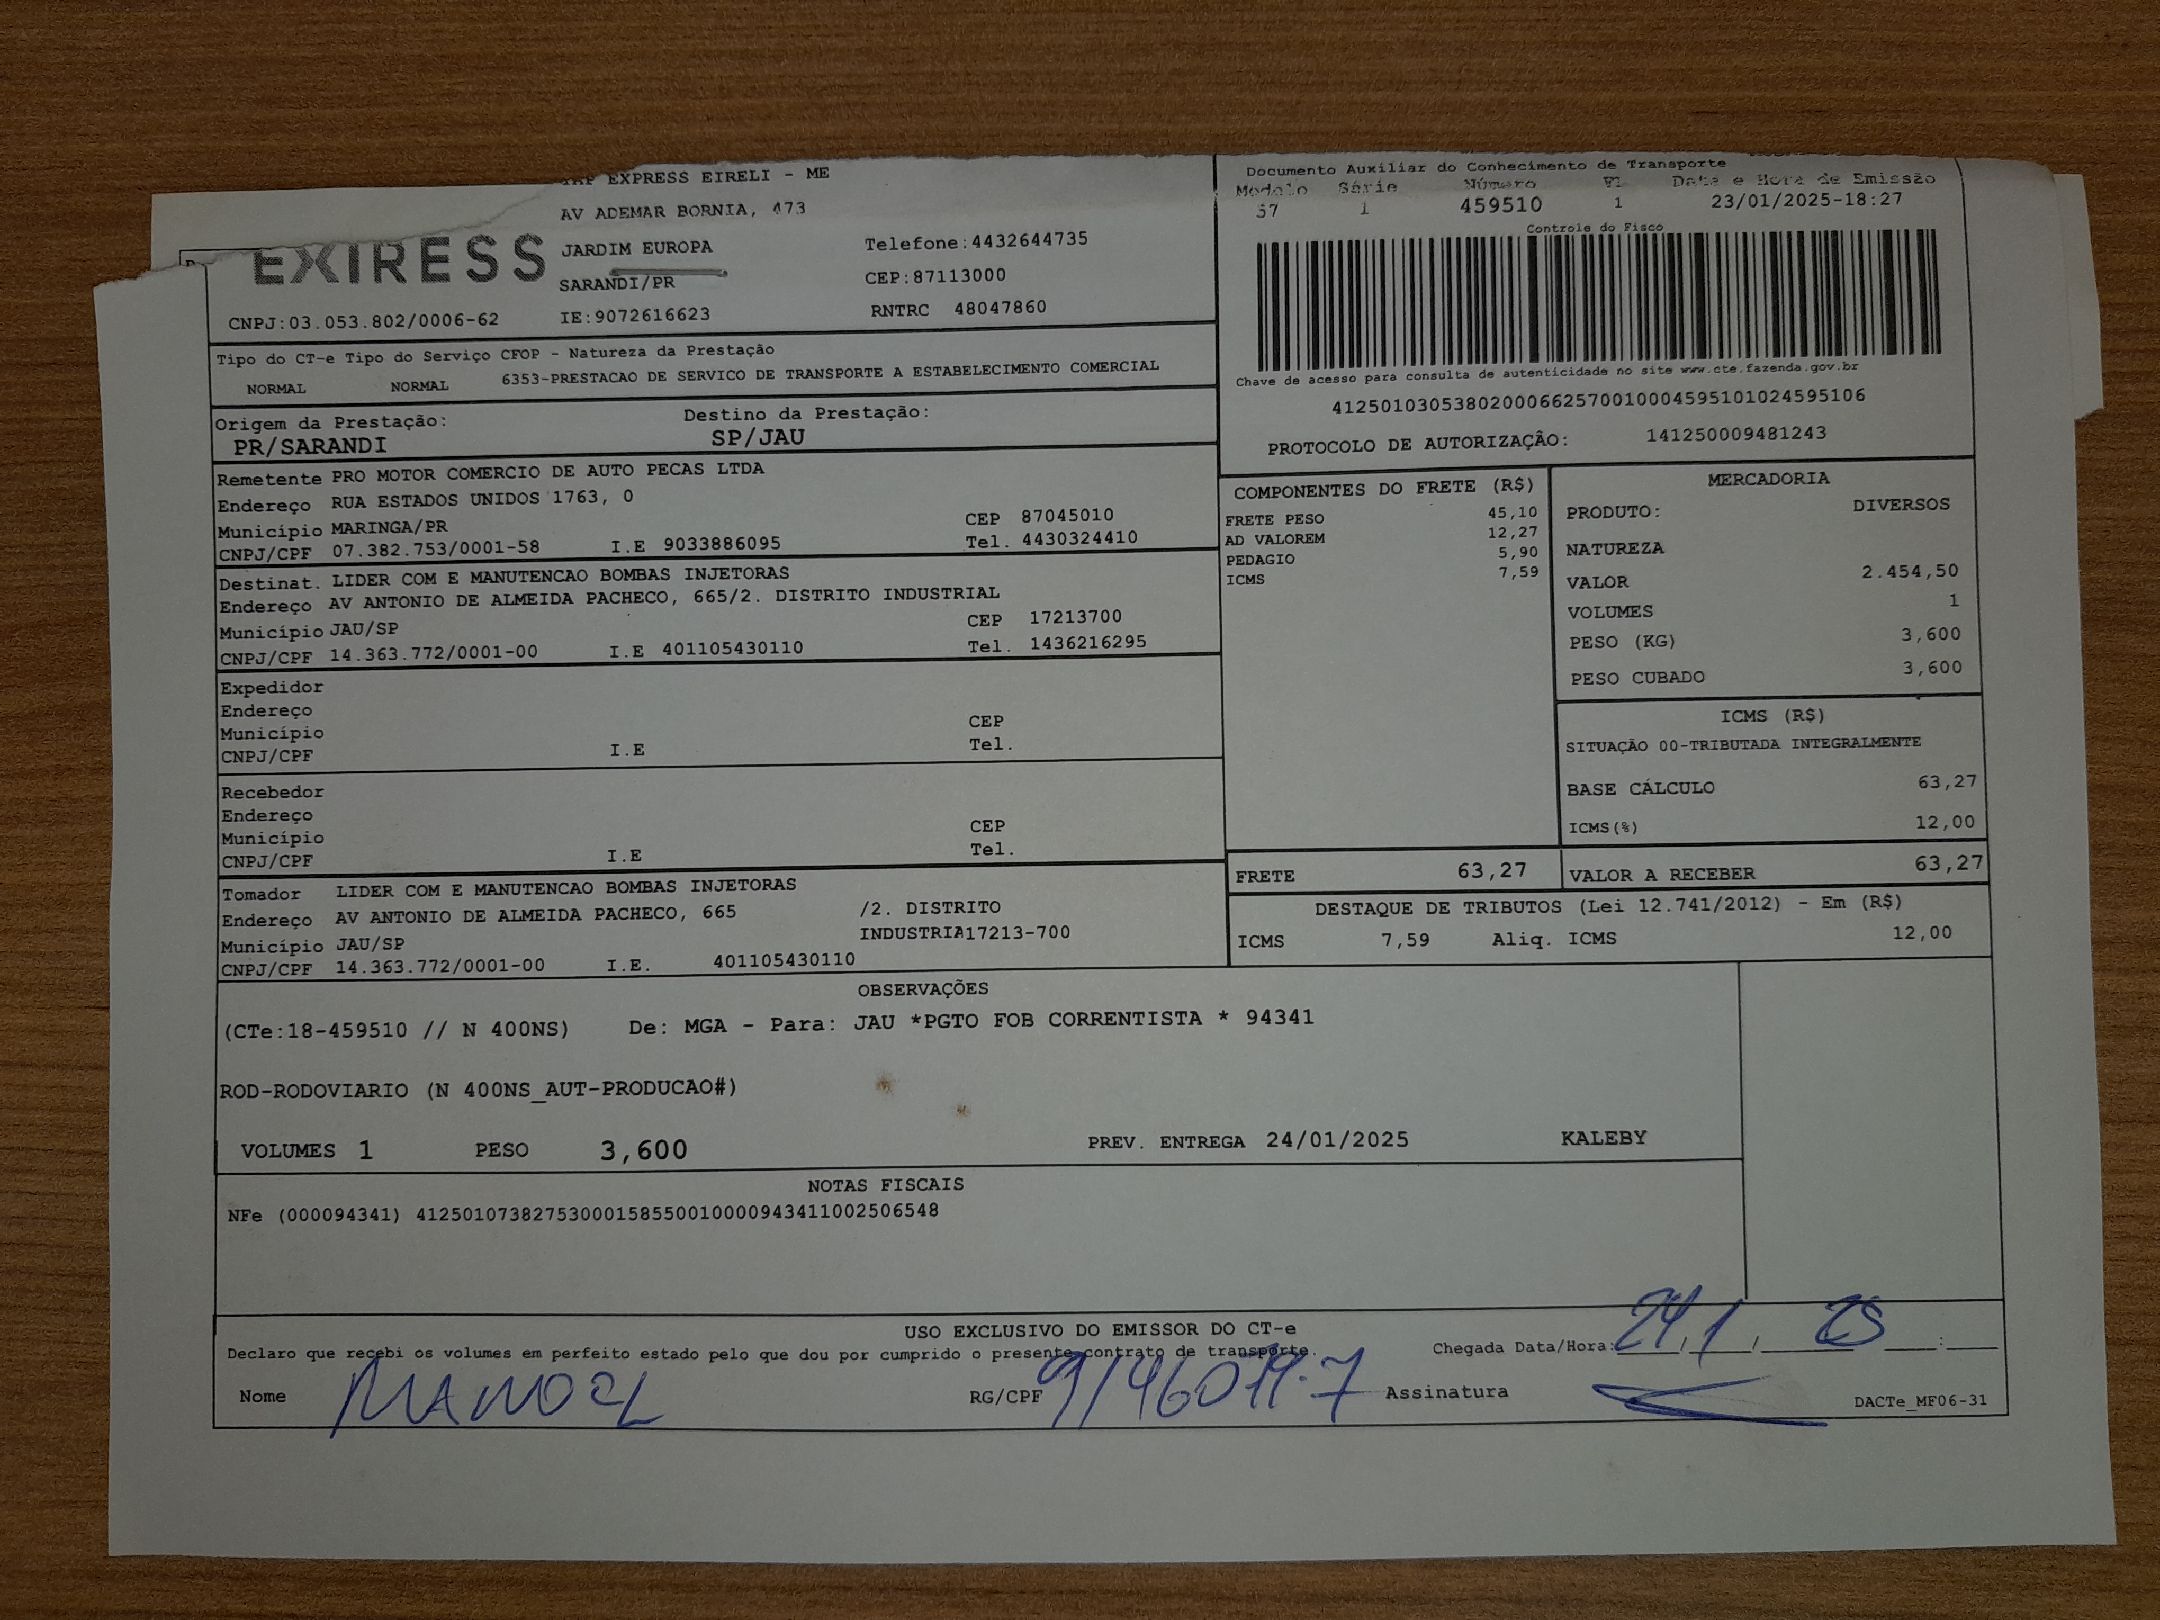 EXPRESS EIRELI - ME
AV ADEMAR BORNIA, 473
EXIRESS
JARDIM EUROPA Telefone:4432644735
SARANDI/PR CEP:87113000
CNPJ:03.053.802/0006-62 IE:9072616623 RNTRC 48047860
Documento Auxiliar do Conhecimento de Transporte
Modelo Série Número Fl Data e Hora de Emissão
57 1 459510 1 23/01/2025-18:27
Controle do Fisco
Chave de acesso para consulta de autenticidade no site www.cte.fazenda.gov.br
41250103053802000662570010004595101024595106
PROTOCOLO DE AUTORIZAÇÃO: 141250009481243
Tipo do CT-e Tipo do Serviço CFOP - Natureza da Prestação
NORMAL NORMAL 6353-PRESTACAO DE SERVICO DE TRANSPORTE A ESTABELECIMENTO COMERCIAL
Origem da Prestação: Destino da Prestação:
PR/SARANDI SP/JAU
Remetente PRO MOTOR COMERCIO DE AUTO PECAS LTDA
Endereço RUA ESTADOS UNIDOS 1763, 0
Município MARINGA/PR CEP 87045010
CNPJ/CPF 07.382.753/0001-58 I.E 9033886095 Tel. 4430324410
Destinat. LIDER COM E MANUTENCAO BOMBAS INJETORAS
Endereço AV ANTONIO DE ALMEIDA PACHECO, 665/2. DISTRITO INDUSTRIAL
Município JAU/SP CEP 17213700
CNPJ/CPF 14.363.772/0001-00 I.E 401105430110 Tel. 1436216295
Expedidor
Endereço
Município CEP
CNPJ/CPF I.E Tel.
Recebedor
Endereço
Município CEP
CNPJ/CPF I.E Tel.
Tomador LIDER COM E MANUTENCAO BOMBAS INJETORAS
Endereço AV ANTONIO DE ALMEIDA PACHECO, 665 /2. DISTRITO
Município JAU/SP INDUSTRIA17213-700
CNPJ/CPF 14.363.772/0001-00 I.E. 401105430110
COMPONENTES DO FRETE (R$)
FRETE PESO 45,10
AD VALOREM 12,27
PEDAGIO 5,90
ICMS 7,59
MERCADORIA
PRODUTO: DIVERSOS
NATUREZA
VALOR 2.454,50
VOLUMES 1
PESO (KG) 3,600
PESO CUBADO 3,600
ICMS (R$)
SITUAÇÃO 00-TRIBUTADA INTEGRALMENTE
BASE CÁLCULO 63,27
ICMS(%) 12,00
FRETE 63,27 VALOR A RECEBER 63,27
DESTAQUE DE TRIBUTOS (Lei 12.741/2012) - Em (R$)
ICMS 7,59 Aliq. ICMS 12,00
OBSERVAÇÕES
(CTe:18-459510 // N 400NS) De: MGA - Para: JAU *PGTO FOB CORRENTISTA * 94341
ROD-RODOVIARIO (N 400NS_AUT-PRODUCAO#)
VOLUMES 1 PESO 3,600 PREV. ENTREGA 24/01/2025 KALEBY
NOTAS FISCAIS
NFe (000094341) 41250107382753000158550010000943411002506548
USO EXCLUSIVO DO EMISSOR DO CT-e
Declaro que recebi os volumes em perfeito estado pelo que dou por cumprido o presente contrato de transporte.
Chegada Data/Hora: 24/1/25
Nome MANOEL RG/CPF Assinatura DACTe_MF06-31